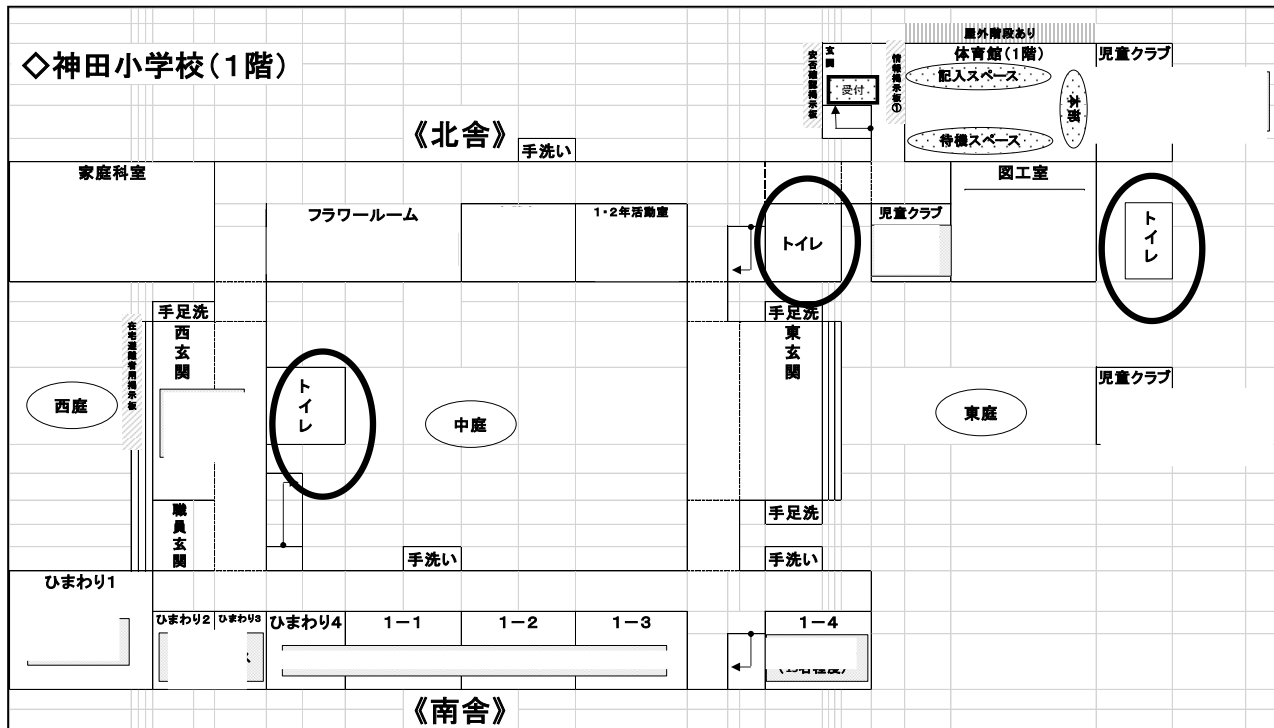 ◇神田小学校(1階)
屋外階段あり
体育館(1階)
児童クラブ
玄関
安否確認掲示板
情報掲示板①
記入スペース
受付
本部
待機スペース
《北舎》
手洗い
家庭科室
図工室
フラワールーム
1・2年活動室
トイレ
児童クラブ
トイレ
手足洗
手足洗
西玄関
東玄関
在宅避難者用掲示板
トイレ
児童クラブ
西庭
中庭
東庭
職員玄関
手足洗
手洗い
手洗い
ひまわり1
ひまわり2
ひまわり3
ひまわり4
1-1
1-2
1-3
1-4
《南舎》